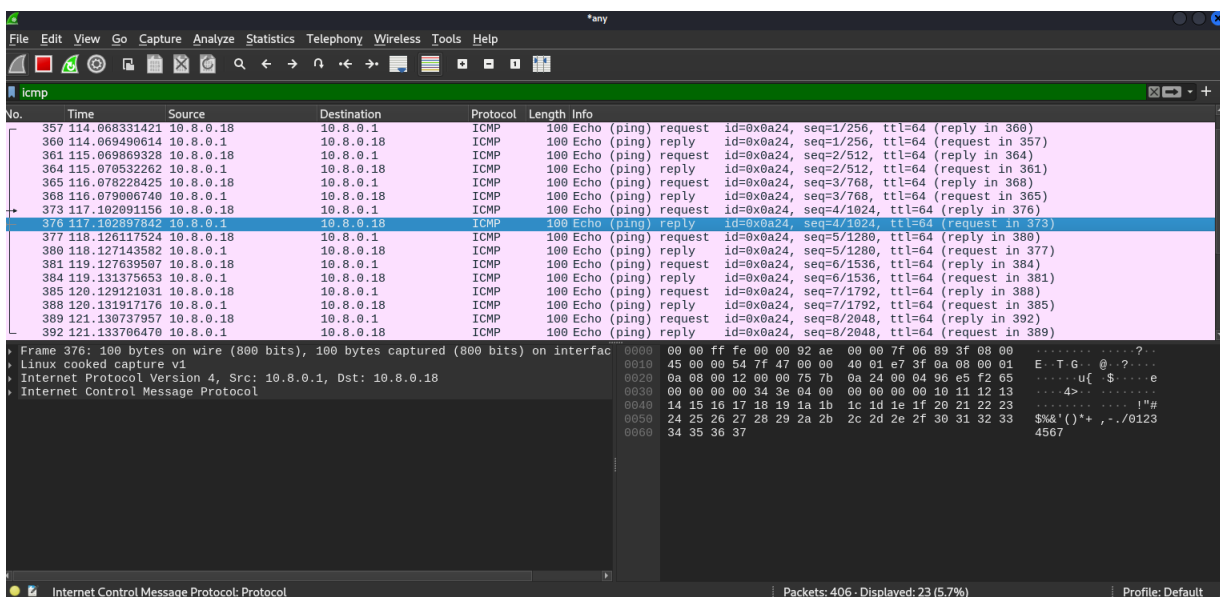 *any
File Edit View Go Capture Analyze Statistics Telephony Wireless Tools Help
icmp
No. Time Source Destination Protocol Length Info
357 114.068331421 10.8.0.18 10.8.0.1 ICMP 100 Echo (ping) request id=0x0a24, seq=1/256, ttl=64 (reply in 360)
360 114.069490614 10.8.0.1 10.8.0.18 ICMP 100 Echo (ping) reply id=0x0a24, seq=1/256, ttl=64 (request in 357)
361 115.069869328 10.8.0.18 10.8.0.1 ICMP 100 Echo (ping) request id=0x0a24, seq=2/512, ttl=64 (reply in 364)
364 115.070532262 10.8.0.1 10.8.0.18 ICMP 100 Echo (ping) reply id=0x0a24, seq=2/512, ttl=64 (request in 361)
365 116.078228425 10.8.0.18 10.8.0.1 ICMP 100 Echo (ping) request id=0x0a24, seq=3/768, ttl=64 (reply in 368)
368 116.079006740 10.8.0.1 10.8.0.18 ICMP 100 Echo (ping) reply id=0x0a24, seq=3/768, ttl=64 (request in 365)
373 117.102091156 10.8.0.18 10.8.0.1 ICMP 100 Echo (ping) request id=0x0a24, seq=4/1024, ttl=64 (reply in 376)
376 117.102897842 10.8.0.1 10.8.0.18 ICMP 100 Echo (ping) reply id=0x0a24, seq=4/1024, ttl=64 (request in 373)
377 118.126117524 10.8.0.18 10.8.0.1 ICMP 100 Echo (ping) request id=0x0a24, seq=5/1280, ttl=64 (reply in 380)
380 118.127143582 10.8.0.1 10.8.0.18 ICMP 100 Echo (ping) reply id=0x0a24, seq=5/1280, ttl=64 (request in 377)
381 119.127639507 10.8.0.18 10.8.0.1 ICMP 100 Echo (ping) request id=0x0a24, seq=6/1536, ttl=64 (reply in 384)
384 119.131375653 10.8.0.1 10.8.0.18 ICMP 100 Echo (ping) reply id=0x0a24, seq=6/1536, ttl=64 (request in 381)
385 120.129121031 10.8.0.18 10.8.0.1 ICMP 100 Echo (ping) request id=0x0a24, seq=7/1792, ttl=64 (reply in 388)
388 120.131917176 10.8.0.1 10.8.0.18 ICMP 100 Echo (ping) reply id=0x0a24, seq=7/1792, ttl=64 (request in 385)
389 121.130737957 10.8.0.18 10.8.0.1 ICMP 100 Echo (ping) request id=0x0a24, seq=8/2048, ttl=64 (reply in 392)
392 121.133706470 10.8.0.1 10.8.0.18 ICMP 100 Echo (ping) reply id=0x0a24, seq=8/2048, ttl=64 (request in 389)
Frame 376: 100 bytes on wire (800 bits), 100 bytes captured (800 bits) on interfac
Linux cooked capture v1
Internet Protocol Version 4, Src: 10.8.0.1, Dst: 10.8.0.18
Internet Control Message Protocol
0000 00 00 ff fe 00 00 92 ae 00 00 7f 06 89 3f 08 00 ········ ·····?··
0010 45 00 00 54 7f 47 00 00 40 01 e7 3f 0a 08 00 01 E··T·G·· @··?····
0020 0a 08 00 12 00 00 75 7b 0a 24 00 04 96 e5 f2 65 ······u{ ·$·····e
0030 00 00 00 00 34 3e 04 00 00 00 00 00 10 11 12 13 ····4>·· ········
0040 14 15 16 17 18 19 1a 1b 1c 1d 1e 1f 20 21 22 23 ········ ···· !"#
0050 24 25 26 27 28 29 2a 2b 2c 2d 2e 2f 30 31 32 33 $%&'()*+ ,-./0123
0060 34 35 36 37 4567
Internet Control Message Protocol: Protocol
Packets: 406 · Displayed: 23 (5.7%)
Profile: Default